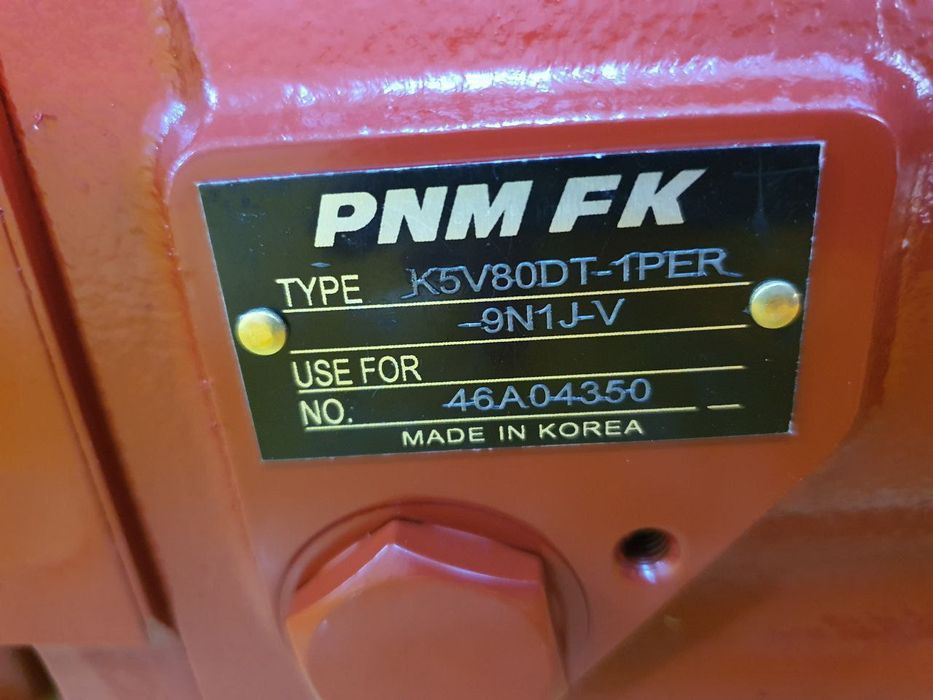 PNM FK
TYPE K5V80DT-1PER
-9N1J-V
USE FOR
NO. 46A04350
MADE IN KOREA